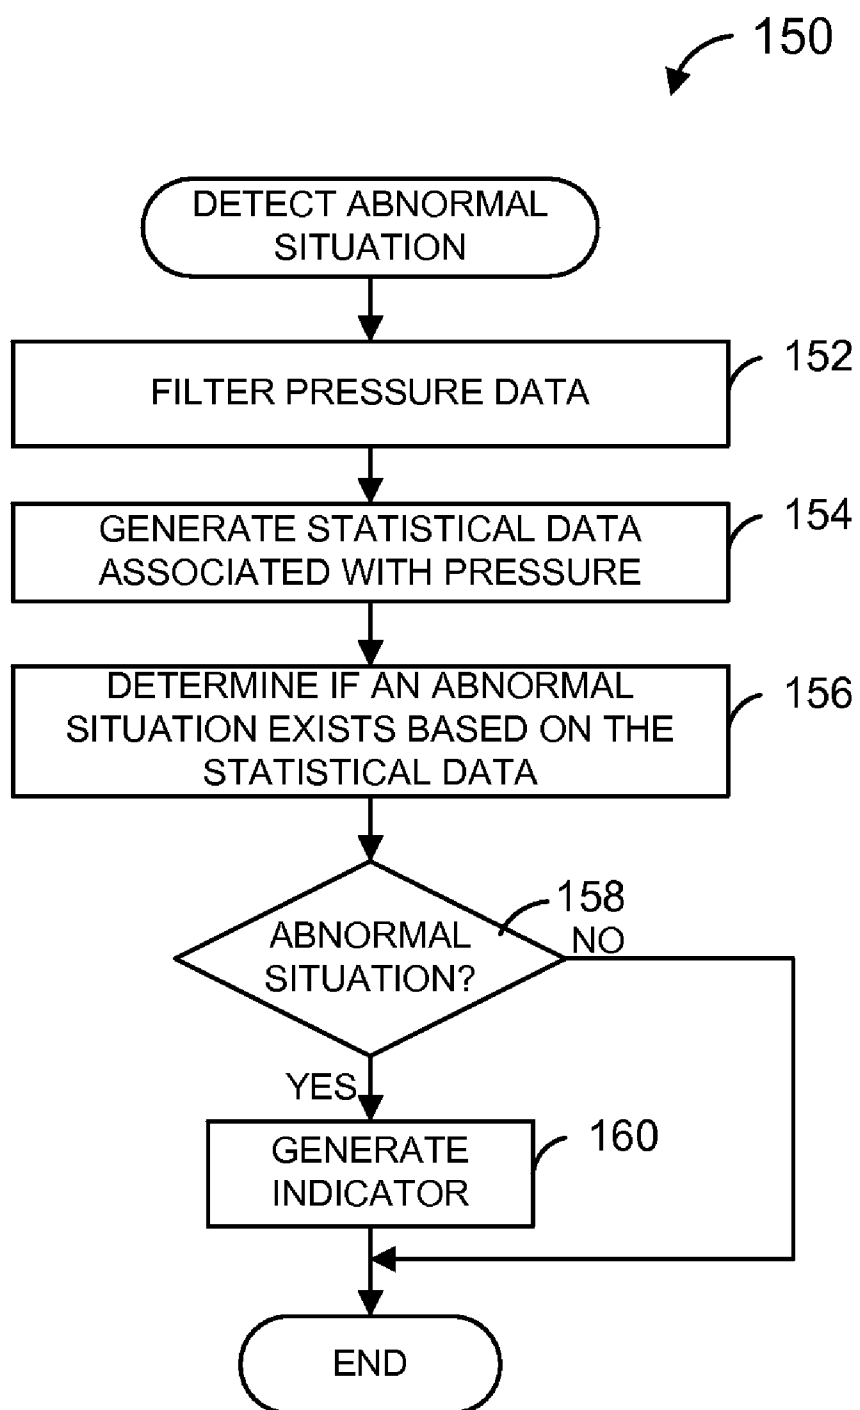 150
DETECT ABNORMAL
SITUATION
152
FILTER PRESSURE DATA
154
GENERATE STATISTICAL DATA
ASSOCIATED WITH PRESSURE
156
DETERMINE IF AN ABNORMAL
SITUATION EXISTS BASED ON THE
STATISTICAL DATA
158
ABNORMAL
SITUATION?
NO
YES
160
GENERATE
INDICATOR
END